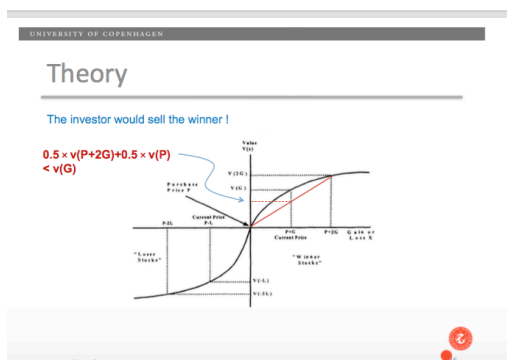 UNIVERSITY OF COPENHAGEN
Theory
The investor would sell the winner !
0.5 × v(P+2G)+0.5 × v(P)
< v(G)
Value
V(x)
V(2G)
V(G)
Purchase
Price P
Current Price
P-2L
P-L
P+G
P+2G
Gain or
Loss X
Current Price
"Loser
Stocks"
"Winner
Stocks"
V(-L)
V(-2L)